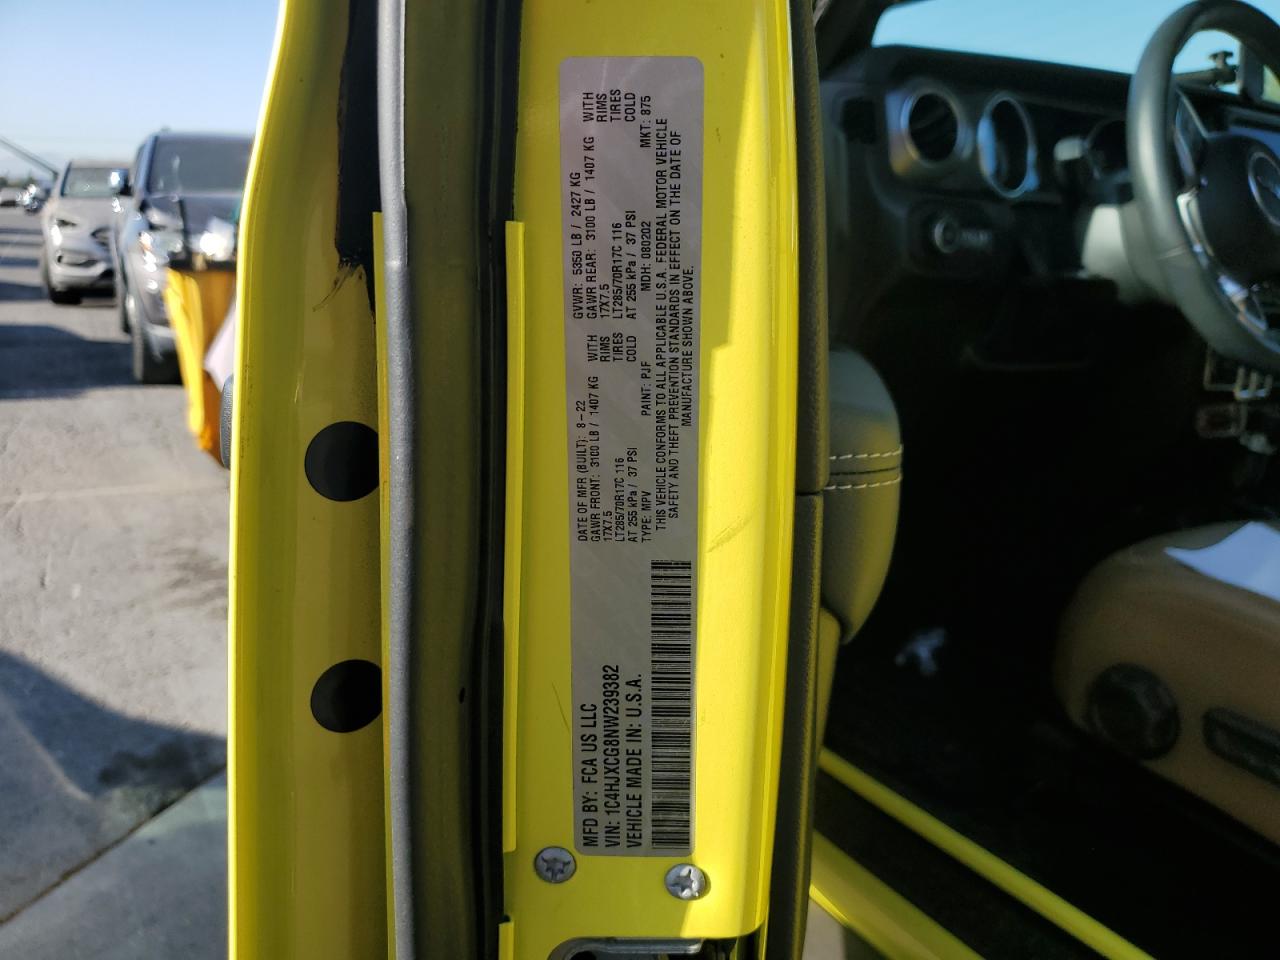 MFD BY: FCA US LLC
VIN: 1C4HJXCG8NW239382
VEHICLE MADE IN: U.S.A.
DATE OF MFR (BUILT): 8-22 GVWR: 5350 LB / 2427 KG
GAWR FRONT: 3100 LB / 1407 KG WITH GAWR REAR: 3100 LB / 1407 KG WITH
17X7.5 RIMS 17X7.5 RIMS
LT285/70R17C 116 TIRES LT285/70R17C 116 TIRES
AT 255 kPa / 37 PSI COLD AT 255 kPa / 37 PSI COLD
TYPE: MPV PAINT: PJF MDH: 080202 MKT: 875
THIS VEHICLE CONFORMS TO ALL APPLICABLE U.S.A. FEDERAL MOTOR VEHICLE
SAFETY AND THEFT PREVENTION STANDARDS IN EFFECT ON THE DATE OF
MANUFACTURE SHOWN ABOVE.